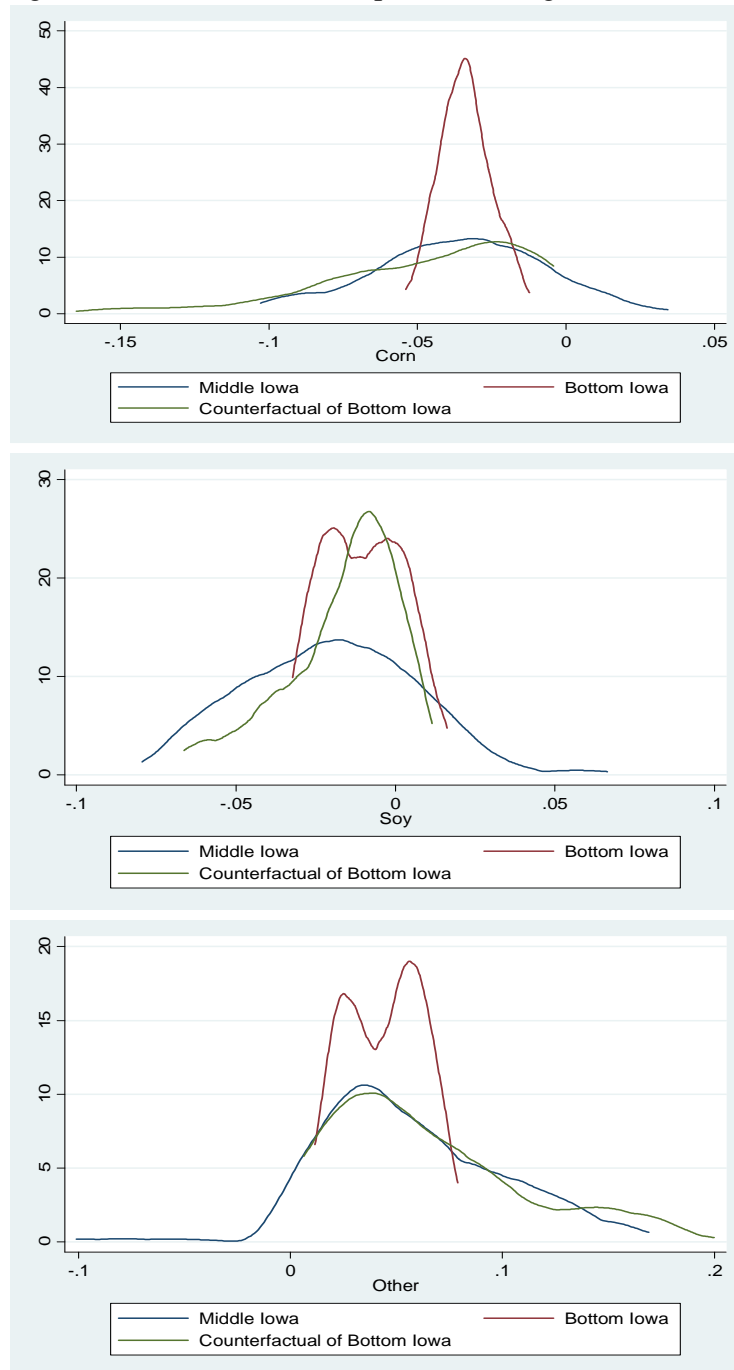 50
40
30
20
10
0
-.15 -.1 -.05 0 .05
Corn
Middle Iowa Bottom Iowa
Counterfactual of Bottom Iowa
30
20
10
0
-.1 -.05 0 .05 .1
Soy
Middle Iowa Bottom Iowa
Counterfactual of Bottom Iowa
20
15
10
5
0
-.1 0 .1 .2
Other
Middle Iowa Bottom Iowa
Counterfactual of Bottom Iowa